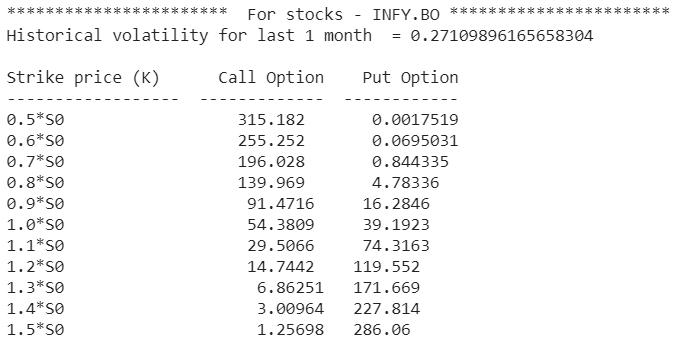 ***********************  For stocks - INFY.BO ***********************
Historical volatility for last 1 month  = 0.27109896165658304
Strike price (K)      Call Option    Put Option
-----------------  -------------  ------------
0.5*S0                 315.182       0.0017519
0.6*S0                 255.252       0.0695031
0.7*S0                 196.028       0.844335
0.8*S0                 139.969       4.78336
0.9*S0                  91.4716     16.2846
1.0*S0                  54.3809     39.1923
1.1*S0                  29.5066     74.3163
1.2*S0                  14.7442    119.552
1.3*S0                   6.86251   171.669
1.4*S0                   3.00964   227.814
1.5*S0                   1.25698   286.06